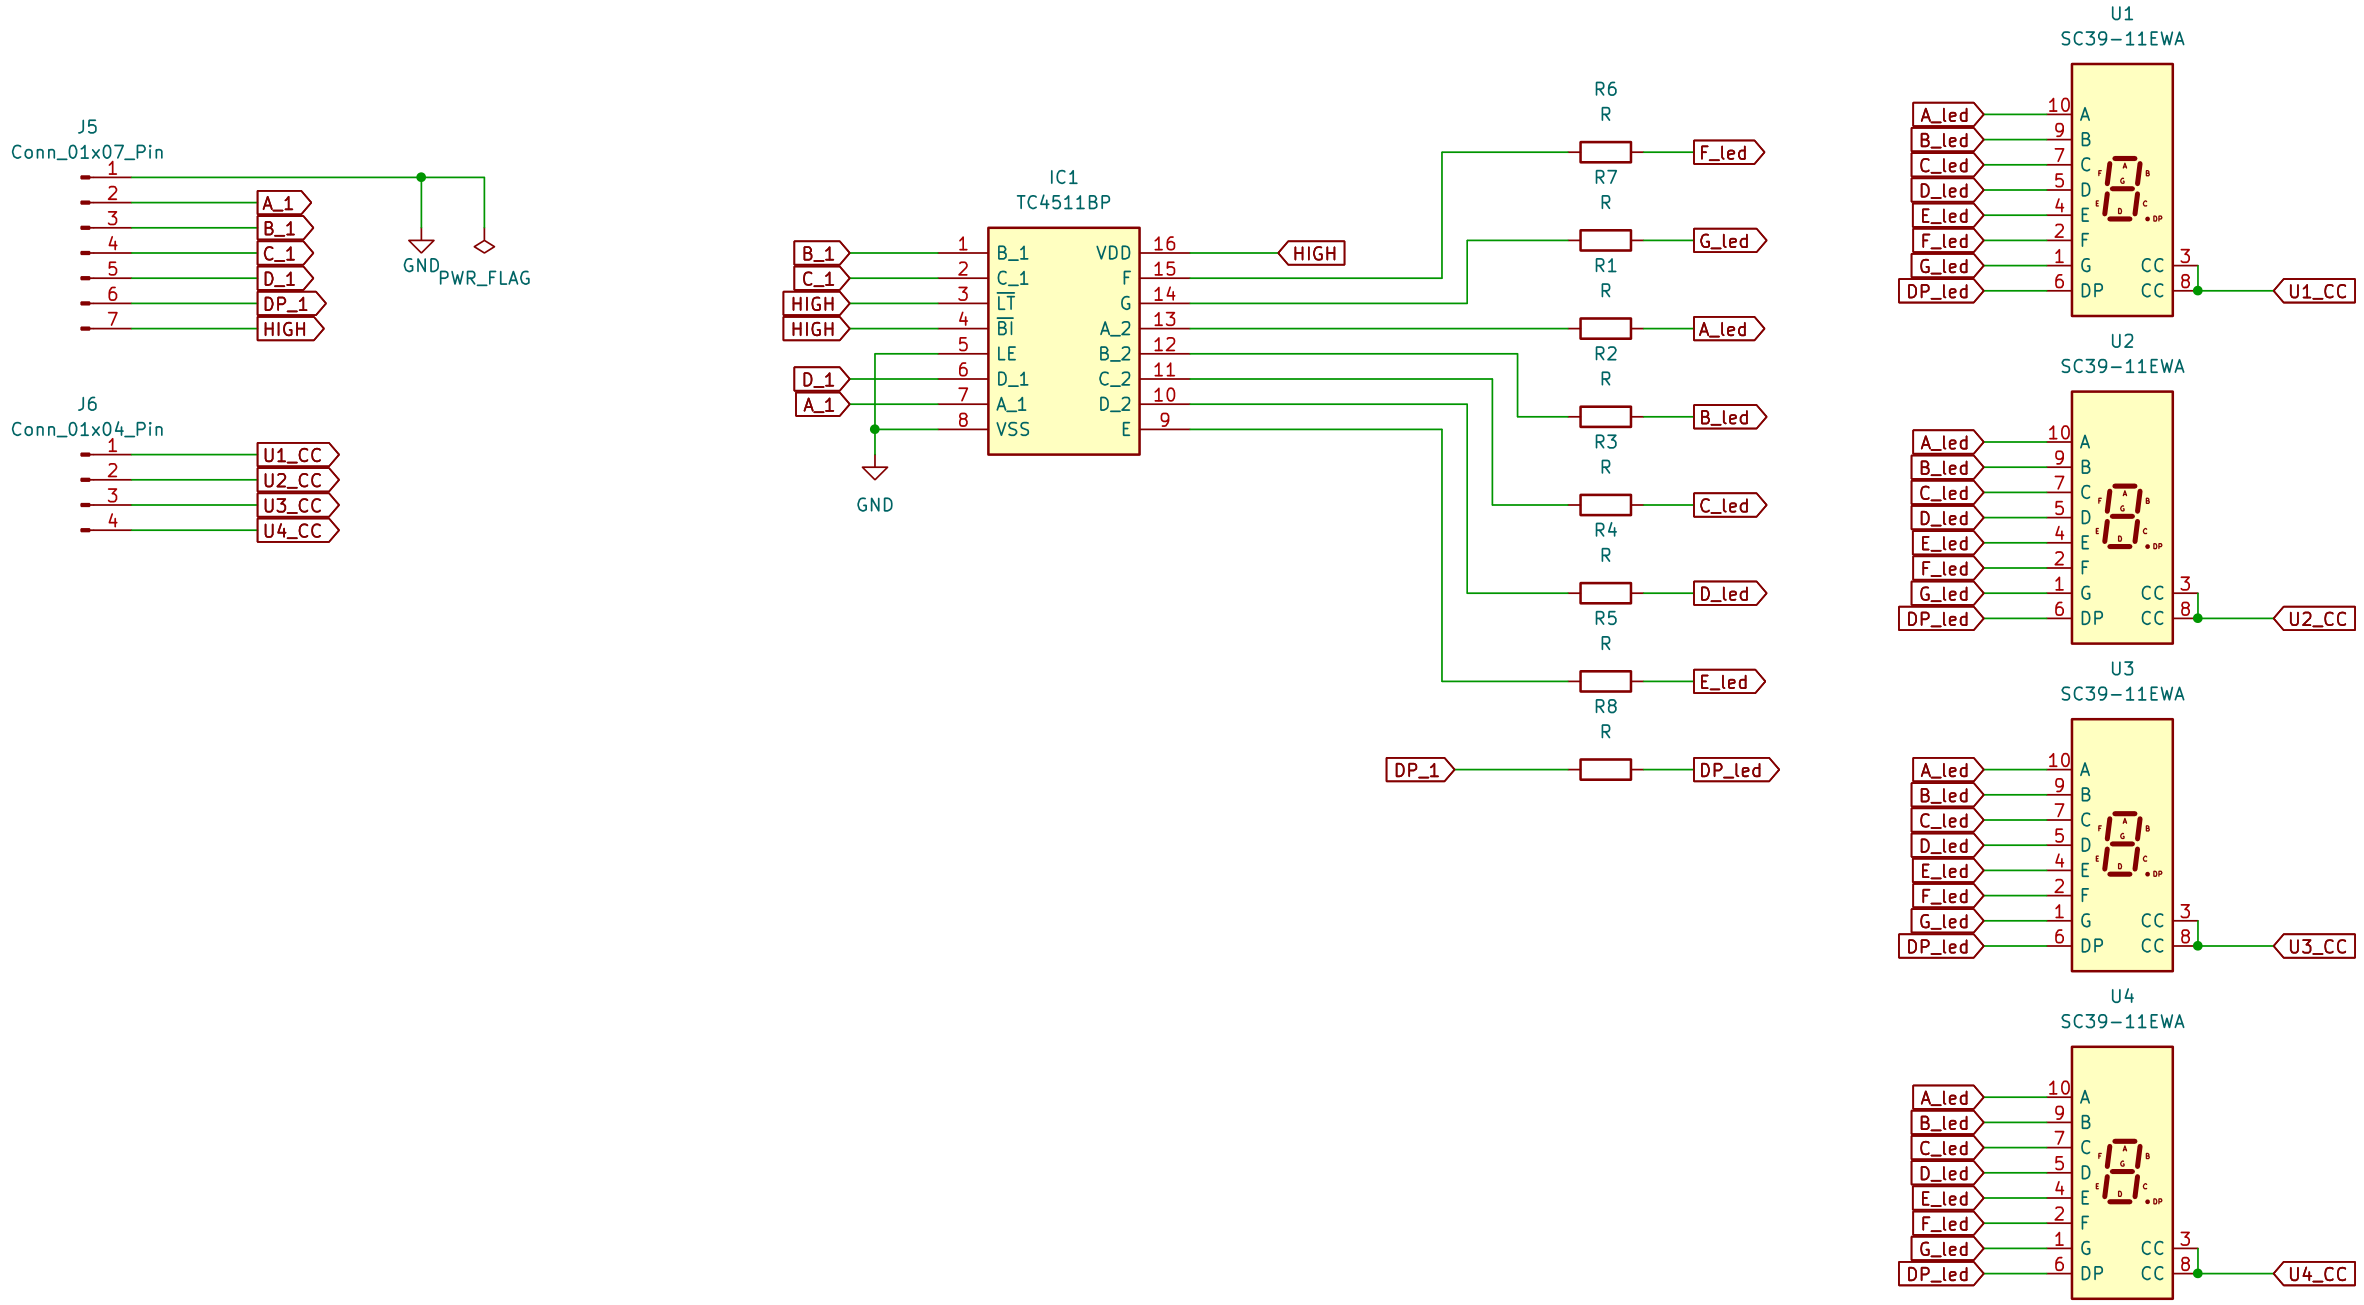 J5
Conn_01x07_Pin
1
2 A_1
3 B_1
4 C_1
5 D_1
6 DP_1
7 HIGH
GND
PWR_FLAG
J6
Conn_01x04_Pin
1 U1_CC
2 U2_CC
3 U3_CC
4 U4_CC
IC1
TC4511BP
B_1 1 B_1 VDD 16 HIGH
C_1 2 C_1 F 15
HIGH 3 LT G 14
HIGH 4 BI A_2 13
5 LE B_2 12
D_1 6 D_1 C_2 11
A_1 7 A_1 D_2 10
8 VSS E 9
GND
R6
R
F_led
R7
R
G_led
R1
R
A_led
R2
R
B_led
R3
R
C_led
R4
R
D_led
R5
R
E_led
R8
R
DP_1 DP_led
U1
SC39-11EWA
A_led 10 A
B_led 9 B
C_led 7 C
D_led 5 D
E_led 4 E
F_led 2 F
G_led 1 G CC 3
DP_led 6 DP CC 8 U1_CC
A
F B
G
E C
D DP
U2
SC39-11EWA
A_led 10 A
B_led 9 B
C_led 7 C
D_led 5 D
E_led 4 E
F_led 2 F
G_led 1 G CC 3
DP_led 6 DP CC 8 U2_CC
A
F B
G
E C
D DP
U3
SC39-11EWA
A_led 10 A
B_led 9 B
C_led 7 C
D_led 5 D
E_led 4 E
F_led 2 F
G_led 1 G CC 3
DP_led 6 DP CC 8 U3_CC
A
F B
G
E C
D DP
U4
SC39-11EWA
A_led 10 A
B_led 9 B
C_led 7 C
D_led 5 D
E_led 4 E
F_led 2 F
G_led 1 G CC 3
DP_led 6 DP CC 8 U4_CC
A
F B
G
E C
D DP